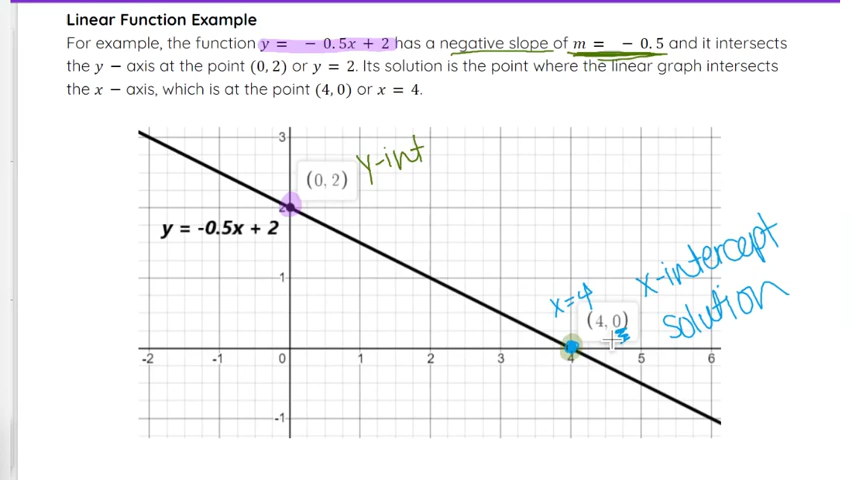 Linear Function Example
For example, the function y = − 0.5x + 2 has a negative slope of m = − 0.5 and it intersects
the y − axis at the point (0, 2) or y = 2. Its solution is the point where the linear graph intersects
the x − axis, which is at the point (4, 0) or x = 4.
3
y-int
(0, 2)
2
y = -0.5x + 2
x-intercept
1
x=4
solution
(4, 0)
-2 -1 0 1 2 3 4 5 6
-1